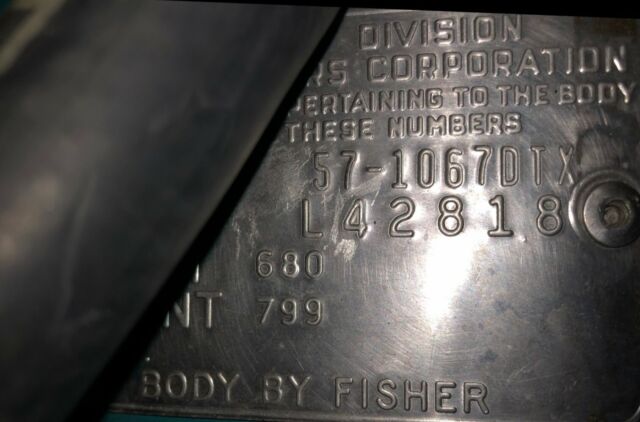 DIVISION
RS CORPORATION
PERTAINING TO THE BODY
THESE NUMBERS
57-1067DTX
L42818
680
NT 799
BODY BY FISHER